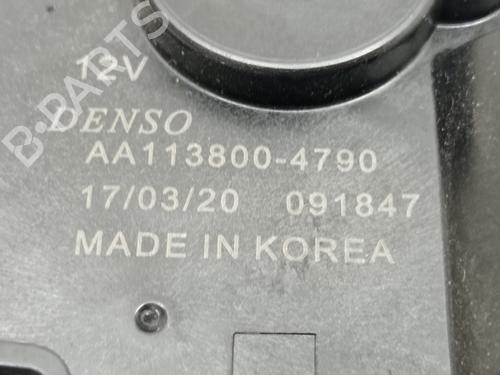 12V
DENSO
AA113800-4790
17/03/20 091847
MADE IN KOREA
B-PARTS